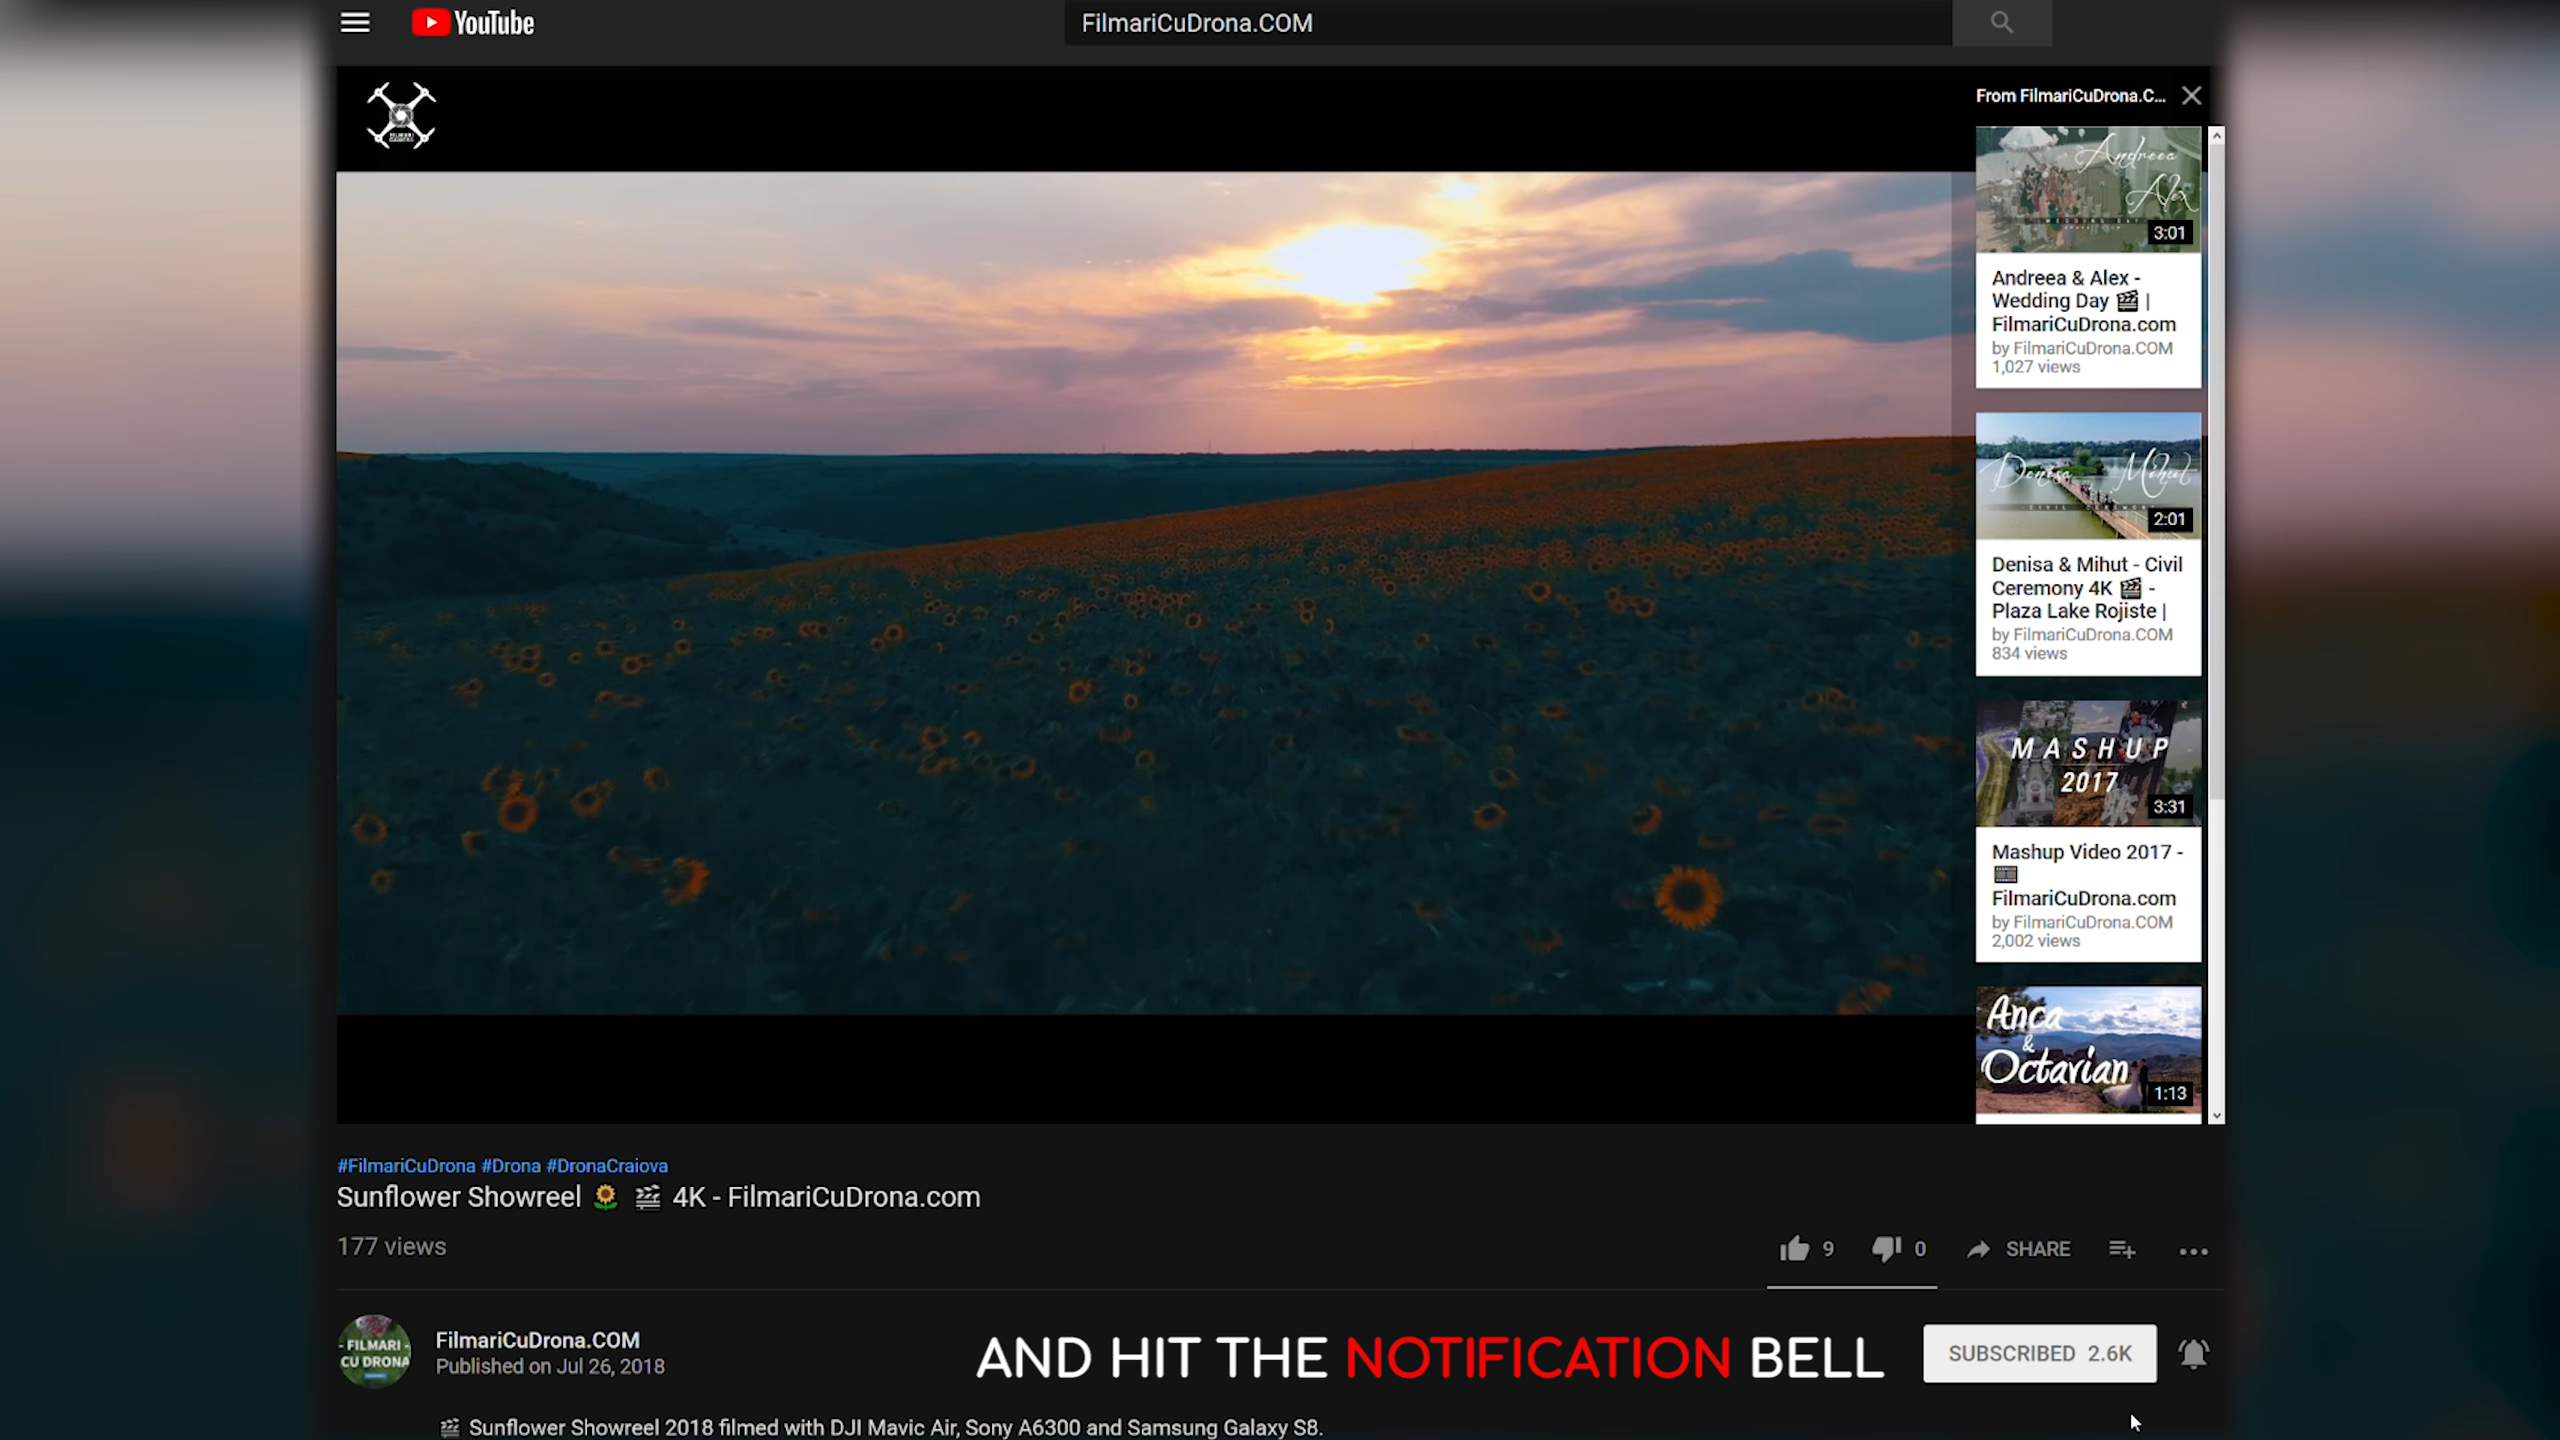 YouTube
FilmariCuDrona.COM
From FilmariCuDrona.C...
Andreea
Alex
3:01
Andreea & Alex -
Wedding Day 🎬 |
FilmariCuDrona.com
by FilmariCuDrona.COM
1,027 views
Denisa Mihut
2:01
Denisa & Mihut - Civil
Ceremony 4K 🎬 -
Plaza Lake Rojiste |
by FilmariCuDrona.COM
834 views
MASHUP
2017
3:31
Mashup Video 2017 -
🎞
FilmariCuDrona.com
by FilmariCuDrona.COM
2,002 views
Anca
&
Octavian
1:13
#FilmariCuDrona #Drona #DronaCraiova
Sunflower Showreel 🌻 🎬 4K - FilmariCuDrona.com
177 views
9 0 SHARE
- FILMARI -
CU DRONA
FilmariCuDrona.COM
Published on Jul 26, 2018
AND HIT THE NOTIFICATION BELL
SUBSCRIBED 2.6K
🎬 Sunflower Showreel 2018 filmed with DJI Mavic Air, Sony A6300 and Samsung Galaxy S8.